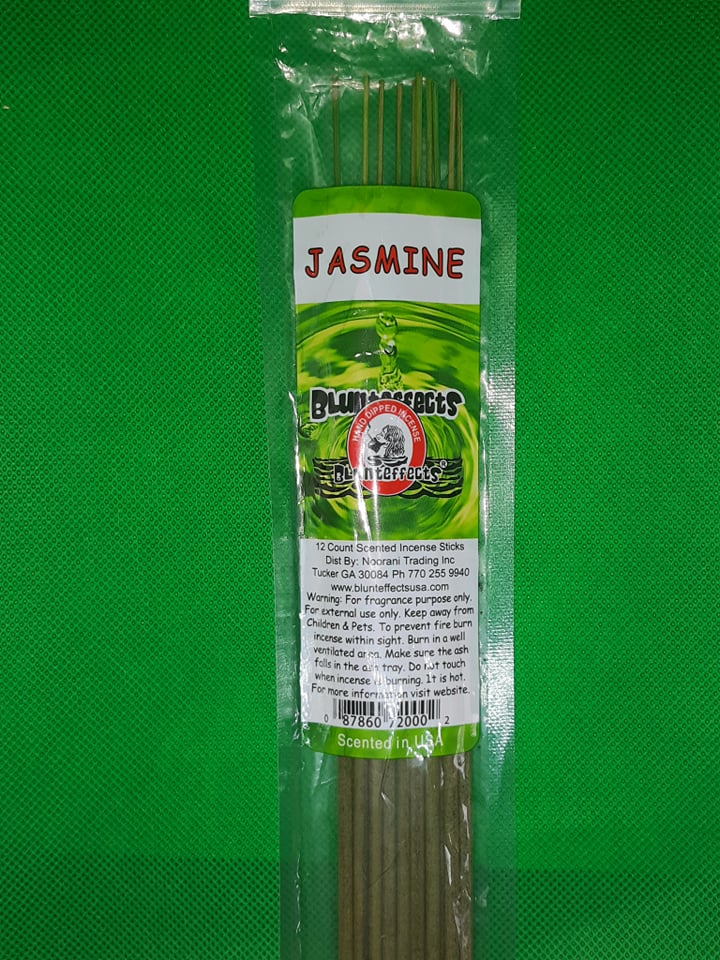 JASMINE
Blunteffects
HAND DIPPED INCENSE
Blunteffects®
12 Count Scented Incense Sticks
Dist By: Noorani Trading Inc
Tucker GA 30084 Ph 770 255 9940
www.blunteffectsusa.com
Warning: For fragrance purpose only.
For external use only. Keep away from
Children & Pets. To prevent fire burn
incense within sight. Burn in a well
ventilated area. Make sure the ash
falls in the ash tray. Do not touch
when incense is burning. It is hot.
For more information visit website.
0 87860 72000 2
Scented in USA